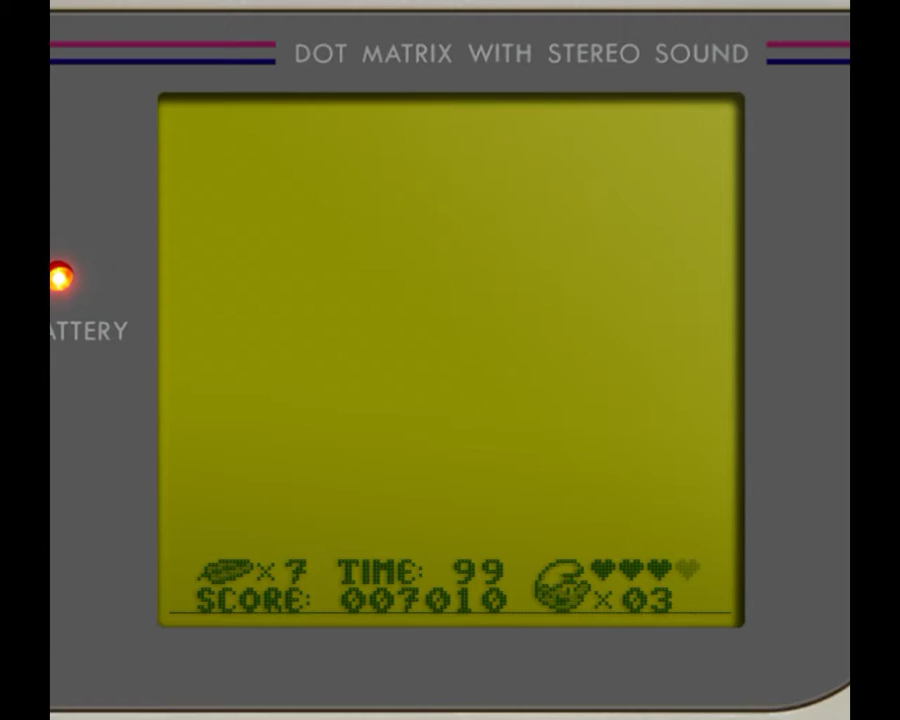 DOT MATRIX WITH STEREO SOUND
ATTERY
×7 TIME: 99
SCORE: 007010 ×03